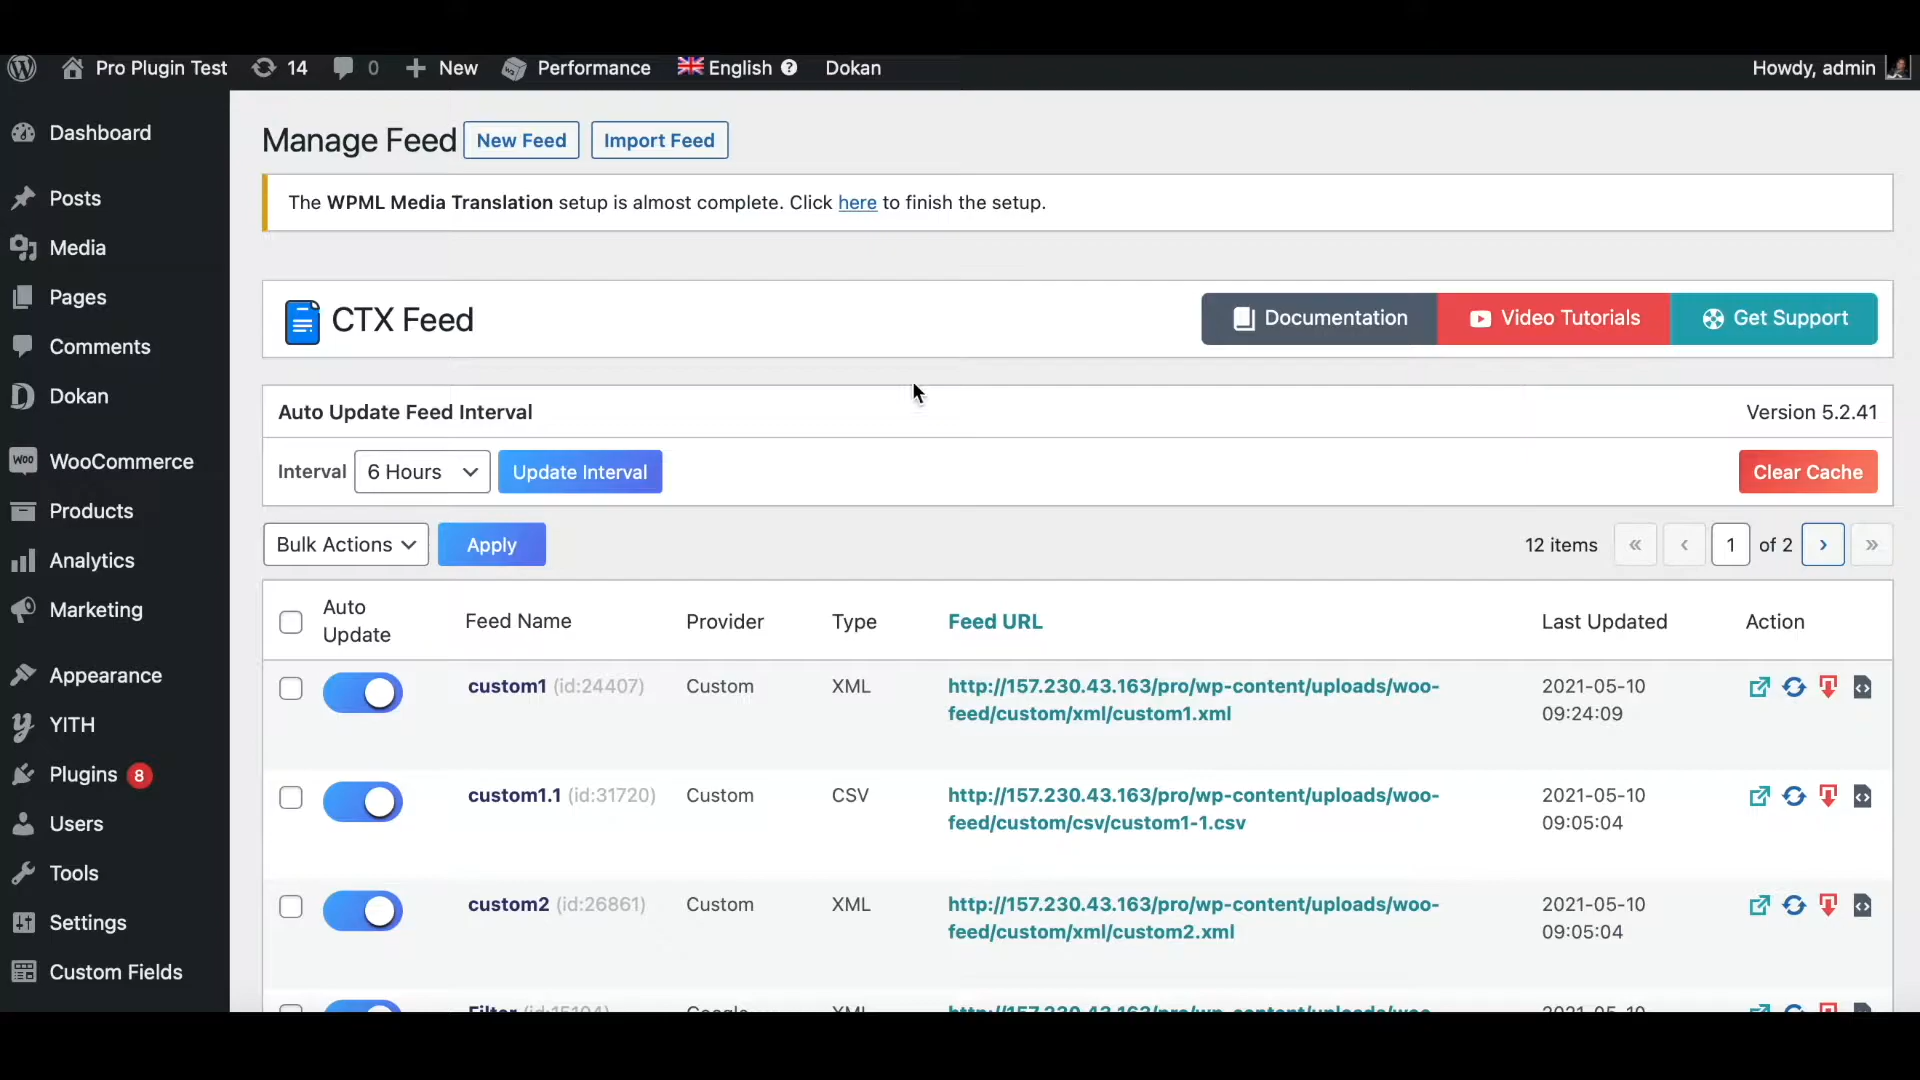 Pro Plugin Test 14 0 New Performance English Dokan Howdy, admin
Dashboard
Posts
Media
Pages
Comments
Dokan
WooCommerce
Products
Analytics
Marketing
Appearance
YITH
Plugins 8
Users
Tools
Settings
Custom Fields
Manage Feed New Feed Import Feed
The WPML Media Translation setup is almost complete. Click here to finish the setup.
CTX Feed Documentation Video Tutorials Get Support
Auto Update Feed Interval Version 5.2.41
Interval 6 Hours Update Interval Clear Cache
Bulk Actions Apply 12 items « ‹ 1 of 2 › »
Auto Update Feed Name Provider Type Feed URL Last Updated Action
custom1 (id:24407) Custom XML http://157.230.43.163/pro/wp-content/uploads/woo- 2021-05-10
feed/custom/xml/custom1.xml 09:24:09
custom1.1 (id:31720) Custom CSV http://157.230.43.163/pro/wp-content/uploads/woo- 2021-05-10
feed/custom/csv/custom1-1.csv 09:05:04
custom2 (id:26861) Custom XML http://157.230.43.163/pro/wp-content/uploads/woo- 2021-05-10
feed/custom/xml/custom2.xml 09:05:04